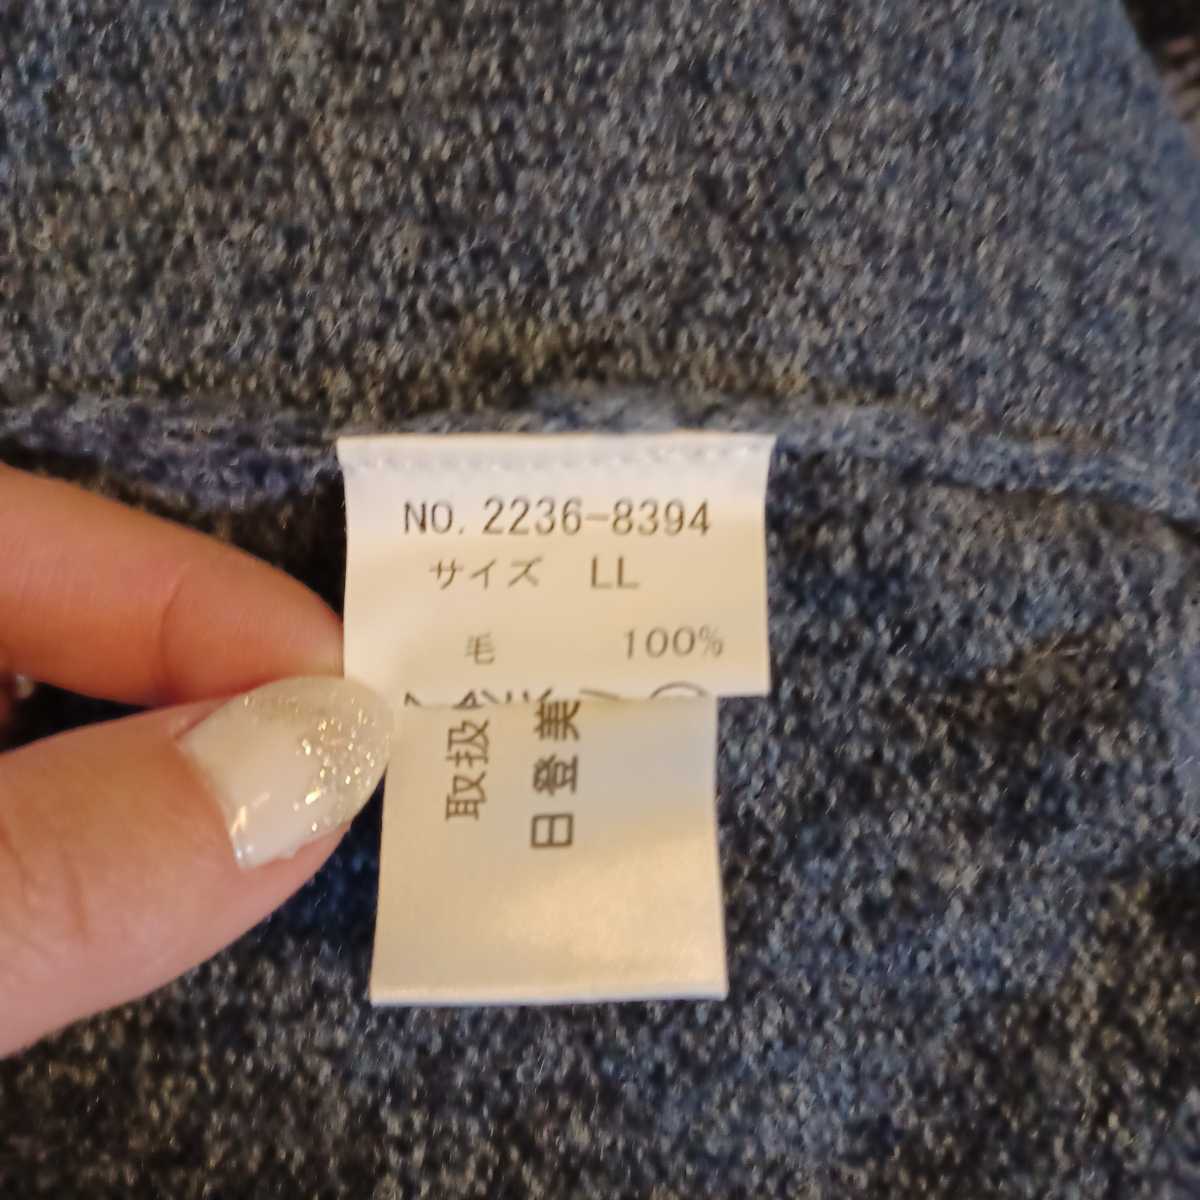 NO. 2236-8394
サイズ LL
毛 100%
取扱
日登美